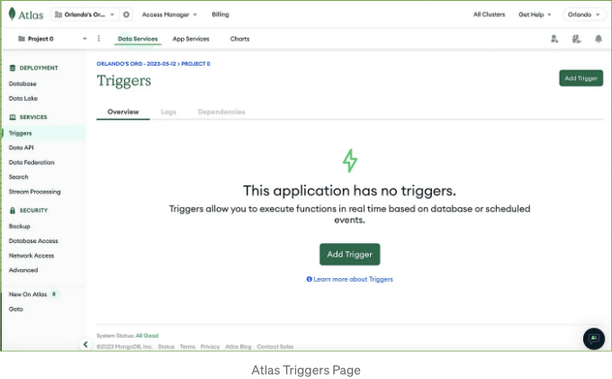 Atlas
Orlando's Or...
Access Manager
Billing
All Clusters
Get Help
Orlando
Project 0
Data Services
App Services
Charts
DEPLOYMENT
Database
Data Lake
SERVICES
Triggers
Data API
Data Federation
Search
Stream Processing
SECURITY
Backup
Database Access
Network Access
Advanced
New On Atlas 8
Goto
ORLANDO'S ORG - 2023-05-12 > PROJECT 0
Triggers
Add Trigger
Overview
Logs
Dependencies
This application has no triggers.
Triggers allow you to execute functions in real time based on database or scheduled
events.
Add Trigger
Learn more about Triggers
System Status: All Good
©2023 MongoDB, Inc. Status Terms Privacy Atlas Blog Contact Sales
Atlas Triggers Page